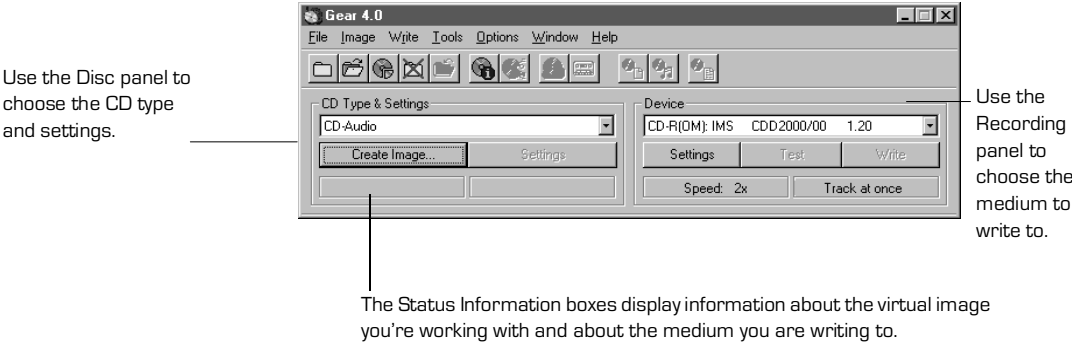 Gear 4.0
File Image Write Tools Options Window Help
Use the Disc panel to
choose the CD type
and settings.
CD Type & Settings
CD-Audio
Create Image... Settings
Device
CD-R(OM): IMS CDD2000/00 1.20
Settings Test Write
Speed: 2x Track at once
Use the
Recording
panel to
choose the
medium to
write to.
The Status Information boxes display information about the virtual image
you're working with and about the medium you are writing to.